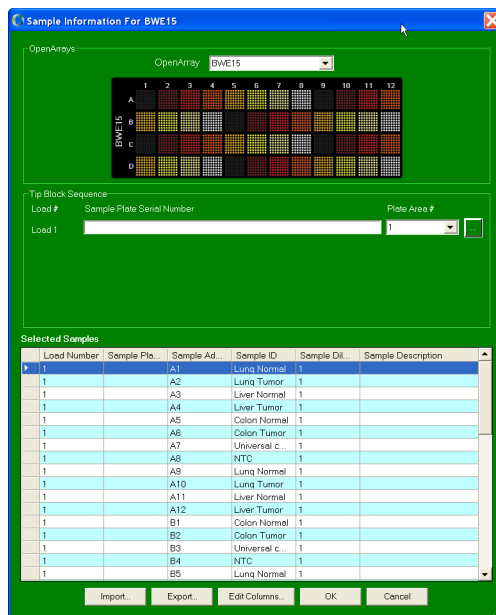 Sample Information For BWE15
OpenArrays
OpenArray BWE15
1 2 3 4 5 6 7 8 9 10 11 12
A
B
C
D
BWE15
Tip Block Sequence
Load # Sample Plate Serial Number Plate Area #
Load 1 1 ...
Selected Samples
Load Number Sample Pla... Sample Ad... Sample ID Sample Dil... Sample Description
1 A1 Lung Normal 1
1 A2 Lung Tumor 1
1 A3 Liver Normal 1
1 A4 Liver Tumor 1
1 A5 Colon Normal 1
1 A6 Colon Tumor 1
1 A7 Universal c... 1
1 A8 NTC 1
1 A9 Lung Normal 1
1 A10 Lung Tumor 1
1 A11 Liver Normal 1
1 A12 Liver Tumor 1
1 B1 Colon Normal 1
1 B2 Colon Tumor 1
1 B3 Universal c... 1
1 B4 NTC 1
1 B5 Lung Normal 1
Import... Export... Edit Columns... OK Cancel